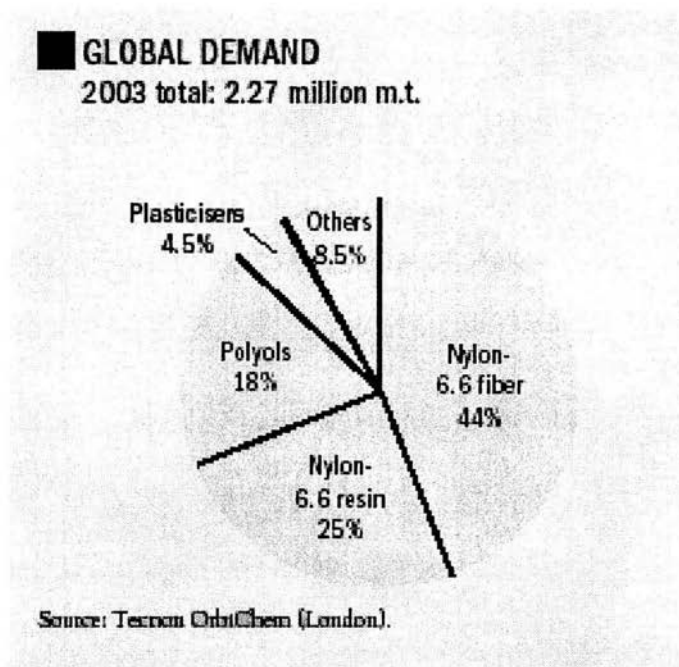 GLOBAL DEMAND
2003 total: 2.27 million m.t.
Plasticisers
4.5%
Others
8.5%
Polyols
18%
Nylon-
6.6 fiber
44%
Nylon-
6.6 resin
25%
Source: Tecnon OrbiChem (London).